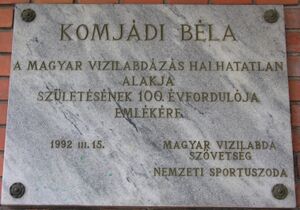 KOMJÁDI BÉLA
A MAGYAR VIZILABDÁZÁS HALHATATLAN
ALAKJA
SZÜLETÉSÉNEK 100. ÉVFORDULÓJA
EMLÉKÉRE
1992 III. 15.
MAGYAR VIZILABDA
SZÖVETSÉG
NEMZETI SPORTUSZODA